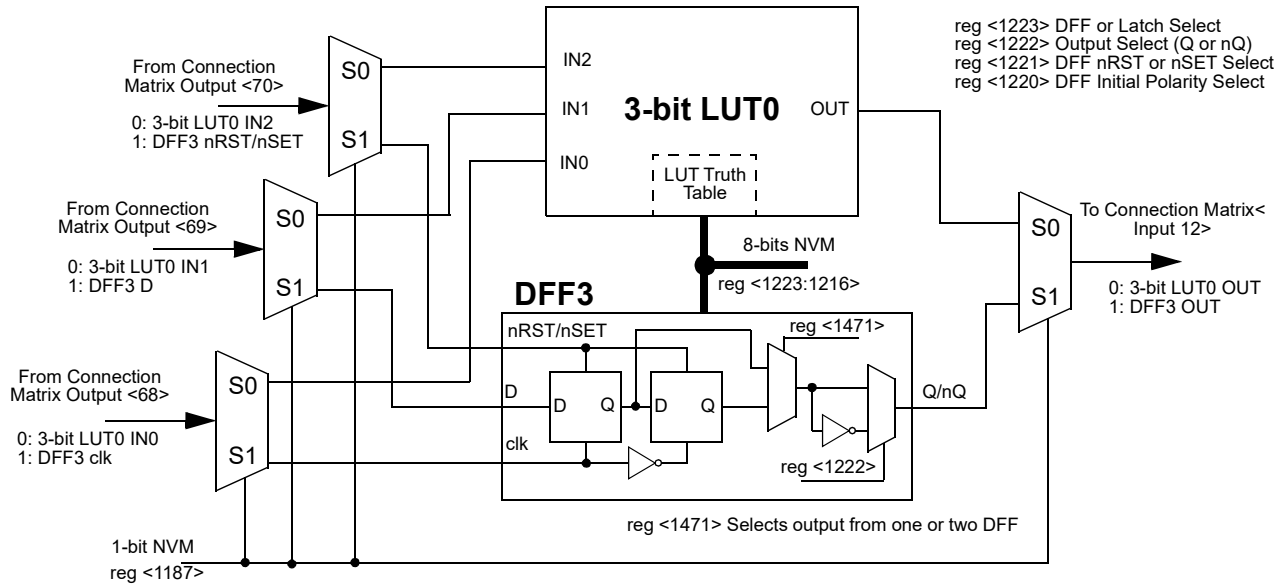 From Connection
Matrix Output <70>
0: 3-bit LUT0 IN2
1: DFF3 nRST/nSET
S0
S1
From Connection
Matrix Output <69>
0: 3-bit LUT0 IN1
1: DFF3 D
S0
S1
From Connection
Matrix Output <68>
0: 3-bit LUT0 IN0
1: DFF3 clk
S0
S1
1-bit NVM
reg <1187>
IN2
IN1
IN0
3-bit LUT0
OUT
LUT Truth
Table
8-bits NVM
reg <1223:1216>
DFF3
nRST/nSET
D
clk
D
Q
D
Q
reg <1471>
reg <1222>
Q/nQ
reg <1471> Selects output from one or two DFF
reg <1223> DFF or Latch Select
reg <1222> Output Select (Q or nQ)
reg <1221> DFF nRST or nSET Select
reg <1220> DFF Initial Polarity Select
S0
S1
To Connection Matrix<
Input 12>
0: 3-bit LUT0 OUT
1: DFF3 OUT